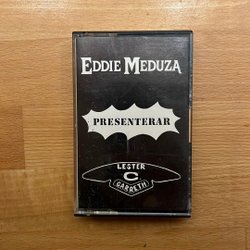 EDDIE MEDUZA
PRESENTERAR
LESTER
C
GARRETH